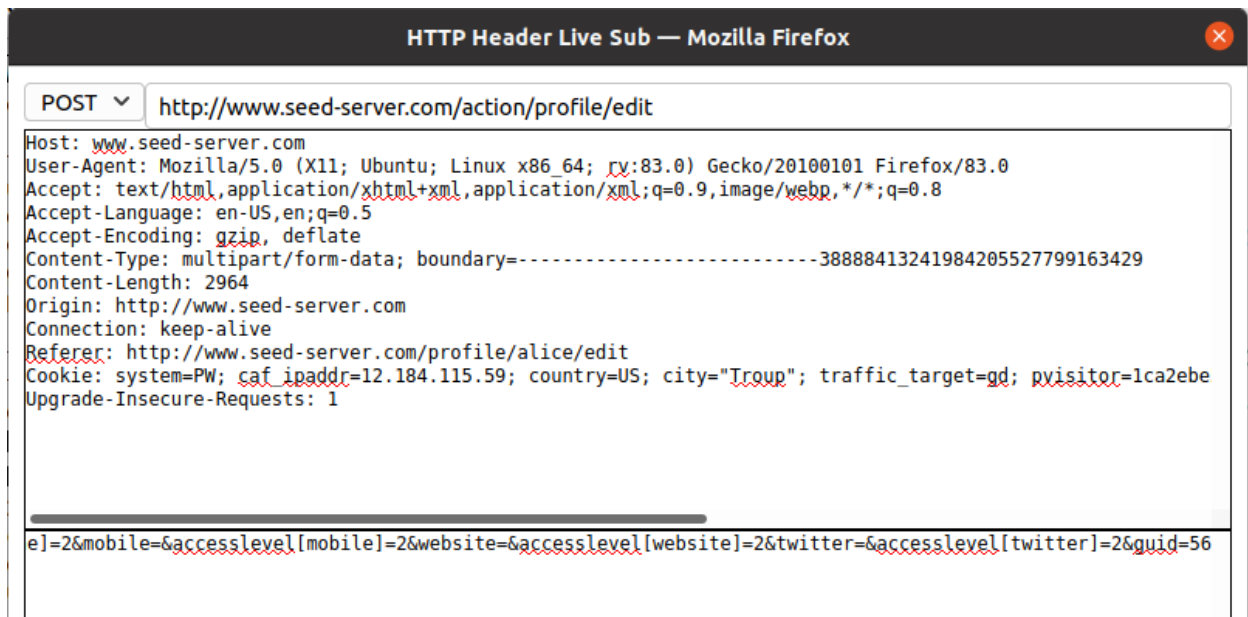 HTTP Header Live Sub — Mozilla Firefox
POST http://www.seed-server.com/action/profile/edit
Host: www.seed-server.com
User-Agent: Mozilla/5.0 (X11; Ubuntu; Linux x86_64; rv:83.0) Gecko/20100101 Firefox/83.0
Accept: text/html,application/xhtml+xml,application/xml;q=0.9,image/webp,*/*;q=0.8
Accept-Language: en-US,en;q=0.5
Accept-Encoding: gzip, deflate
Content-Type: multipart/form-data; boundary=---------------------------38888413241984205527799163429
Content-Length: 2964
Origin: http://www.seed-server.com
Connection: keep-alive
Referer: http://www.seed-server.com/profile/alice/edit
Cookie: system=PW; caf_ipaddr=12.184.115.59; country=US; city="Troup"; traffic_target=gd; pvisitor=1ca2ebe
Upgrade-Insecure-Requests: 1
e]=2&mobile=&accesslevel[mobile]=2&website=&accesslevel[website]=2&twitter=&accesslevel[twitter]=2&guid=56